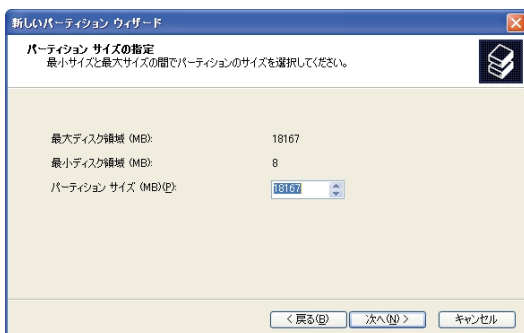 新しいパーティション ウィザード
パーティション サイズの指定
最小サイズと最大サイズの間でパーティションのサイズを選択してください。
最大ディスク領域 (MB): 18167
最小ディスク領域 (MB): 8
パーティション サイズ (MB)(P): 18167
< 戻る(B) 次へ(N) > キャンセル